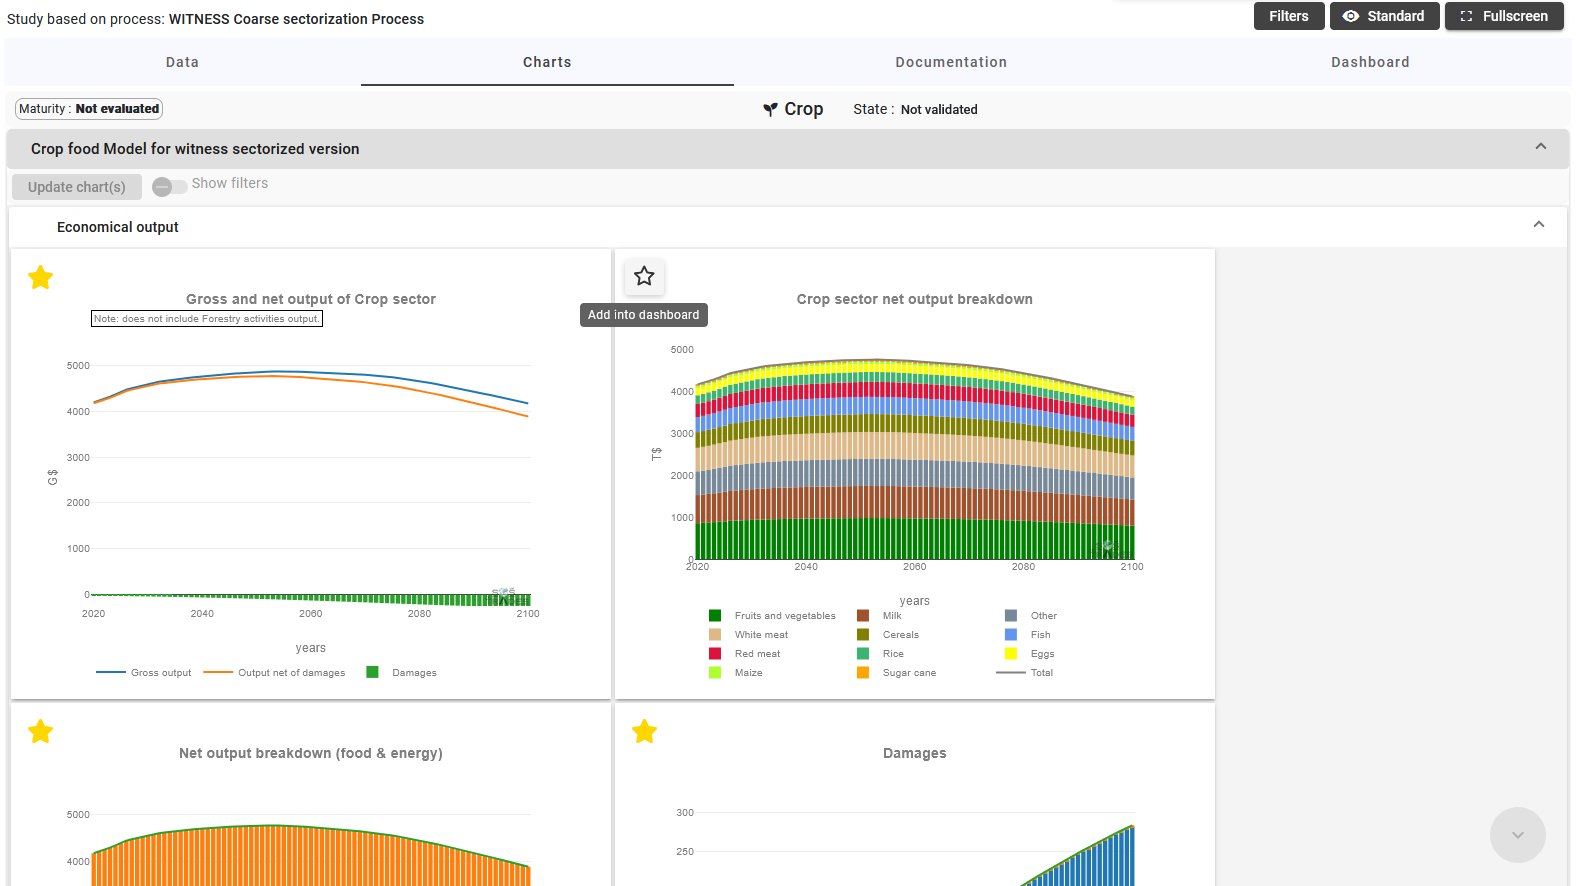 Study based on process: WITNESS Coarse sectorization Process
Filters
Standard
Fullscreen
Data
Charts
Documentation
Dashboard
Maturity : Not evaluated
Crop
State : Not validated
Crop food Model for witness sectorized version
Update chart(s)
Show filters
Economical output
Gross and net output of Crop sector
Note: does not include Forestry activities output.
5000
4000
3000
2000
1000
0
G$
2020
2040
2060
2080
2100
years
Gross output
Output net of damages
Damages
Add into dashboard
Crop sector net output breakdown
5000
4000
3000
2000
1000
0
T$
2020
2040
2060
2080
2100
years
Fruits and vegetables
Milk
Other
White meat
Cereals
Fish
Red meat
Rice
Eggs
Maize
Sugar cane
Total
Net output breakdown (food & energy)
5000
4000
Damages
300
250